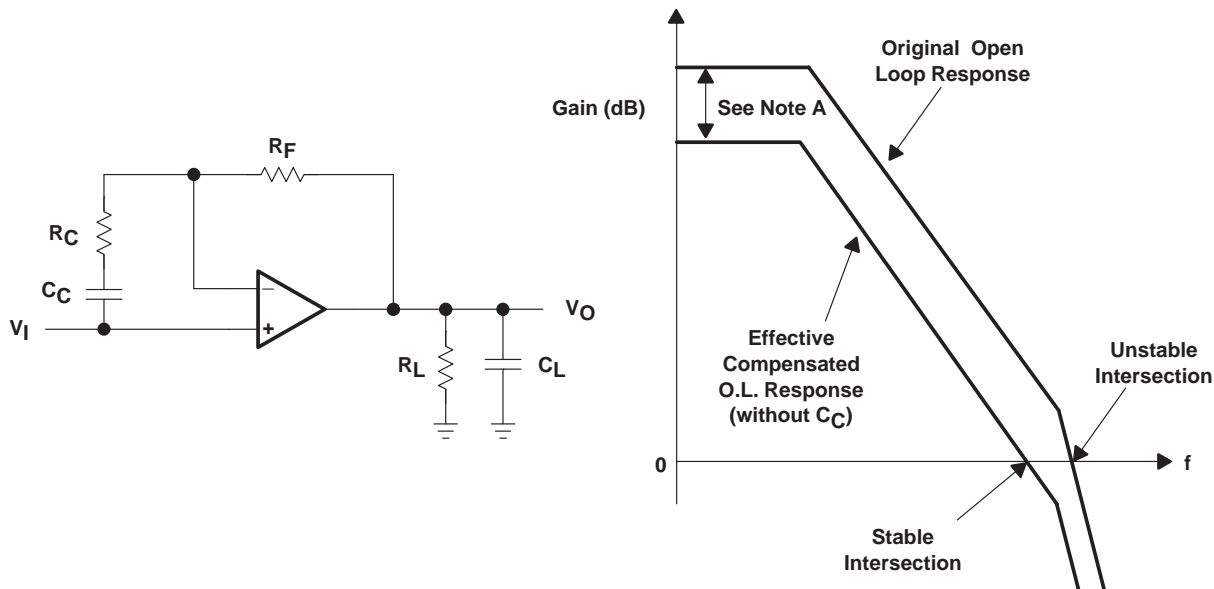 RF
RC
CC
VI
−
+
VO
RL
CL
Gain (dB)
See Note A
Original Open
Loop Response
Effective
Compensated
O.L. Response
(without CC)
Unstable
Intersection
0
f
Stable
Intersection